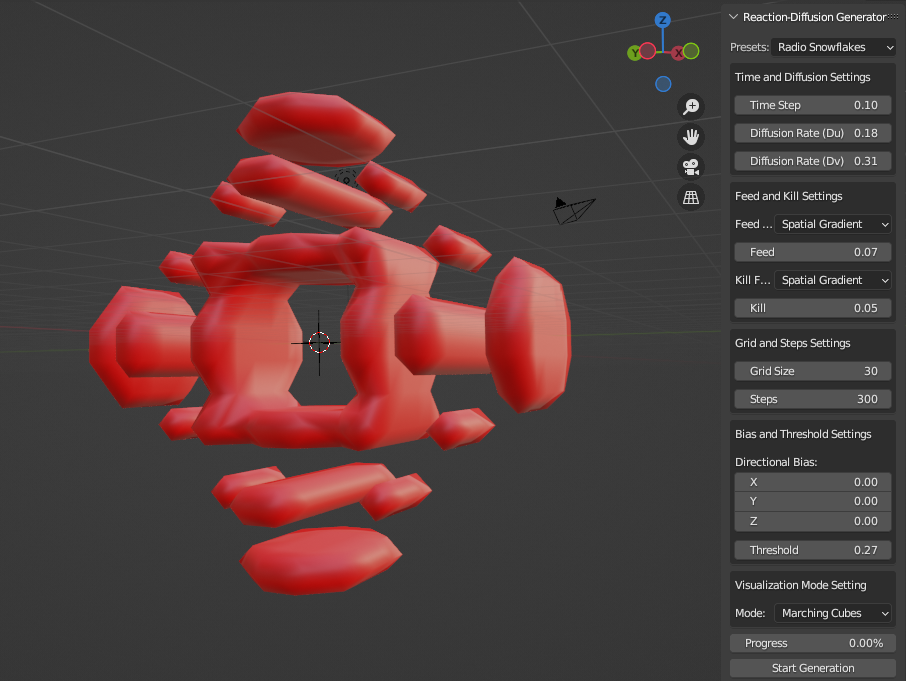 Reaction-Diffusion Generator
Presets: Radio Snowflakes
Time and Diffusion Settings
Time Step 0.10
Diffusion Rate (Du) 0.18
Diffusion Rate (Dv) 0.31
Feed and Kill Settings
Feed ... Spatial Gradient
Feed 0.07
Kill F... Spatial Gradient
Kill 0.05
Grid and Steps Settings
Grid Size 30
Steps 300
Bias and Threshold Settings
Directional Bias:
X 0.00
Y 0.00
Z 0.00
Threshold 0.27
Visualization Mode Setting
Mode: Marching Cubes
Progress 0.00%
Start Generation
Z
Y X